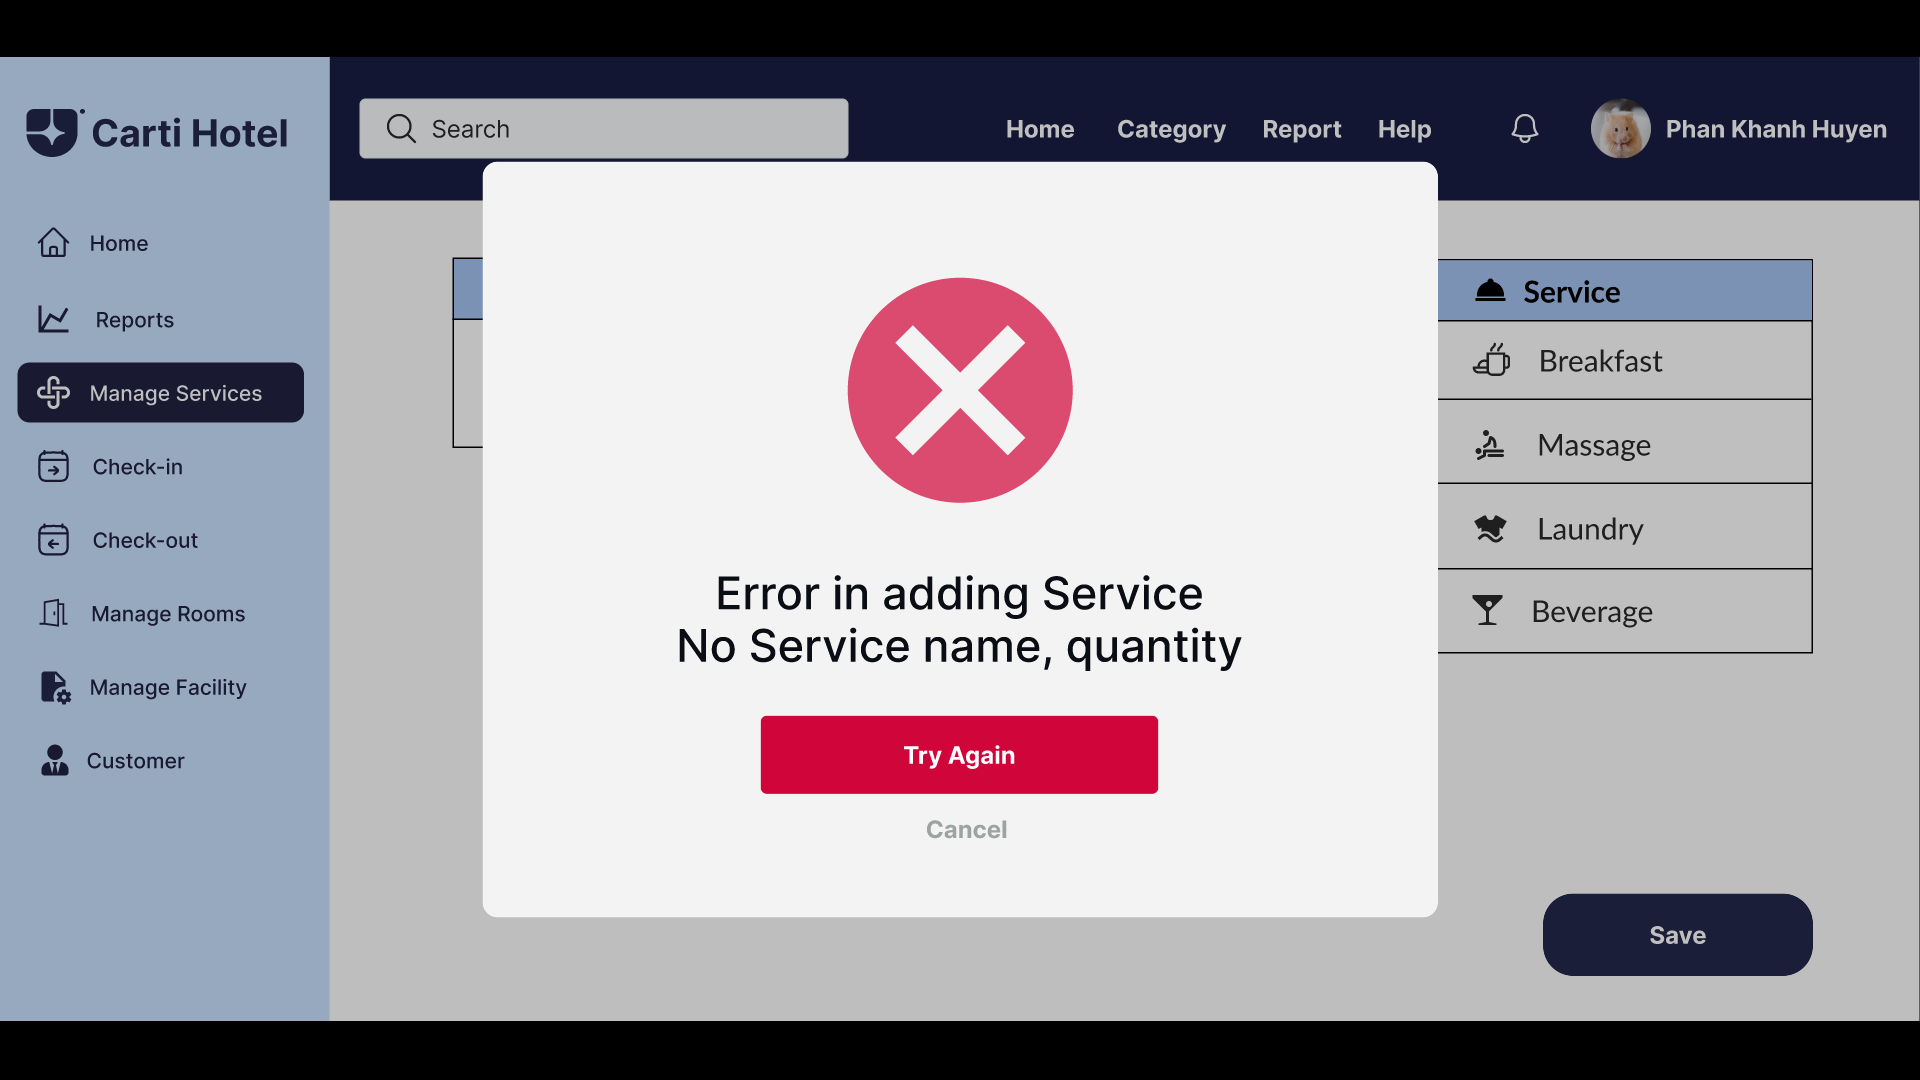 Carti Hotel
Search
Home
Category
Report
Help
Phan Khanh Huyen
Home
Reports
Manage Services
Check-in
Check-out
Manage Rooms
Manage Facility
Customer
Error in adding Service
No Service name, quantity
Try Again
Cancel
Service
Breakfast
Massage
Laundry
Beverage
Save